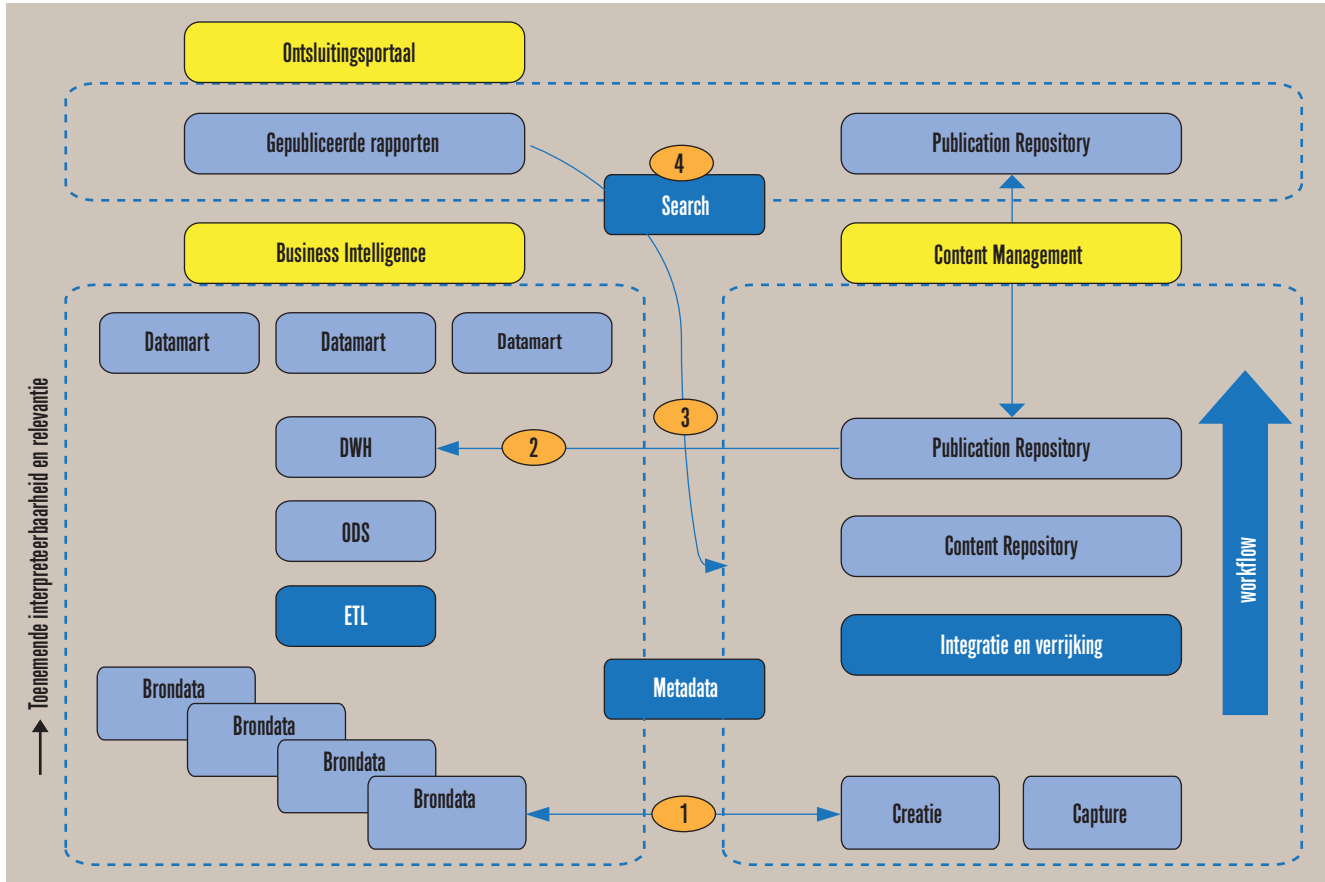 Ontsluitingsportaal
Gepubliceerde rapporten
4
Search
Publication Repository
Business Intelligence
Content Management
Datamart
Datamart
Datamart
3
DWH
2
Publication Repository
ODS
Content Repository
ETL
Integratie en verrijking
workflow
Toenemende interpreteerbaarheid en relevantie
Metadata
Brondata
Brondata
Brondata
Brondata
1
Creatie
Capture